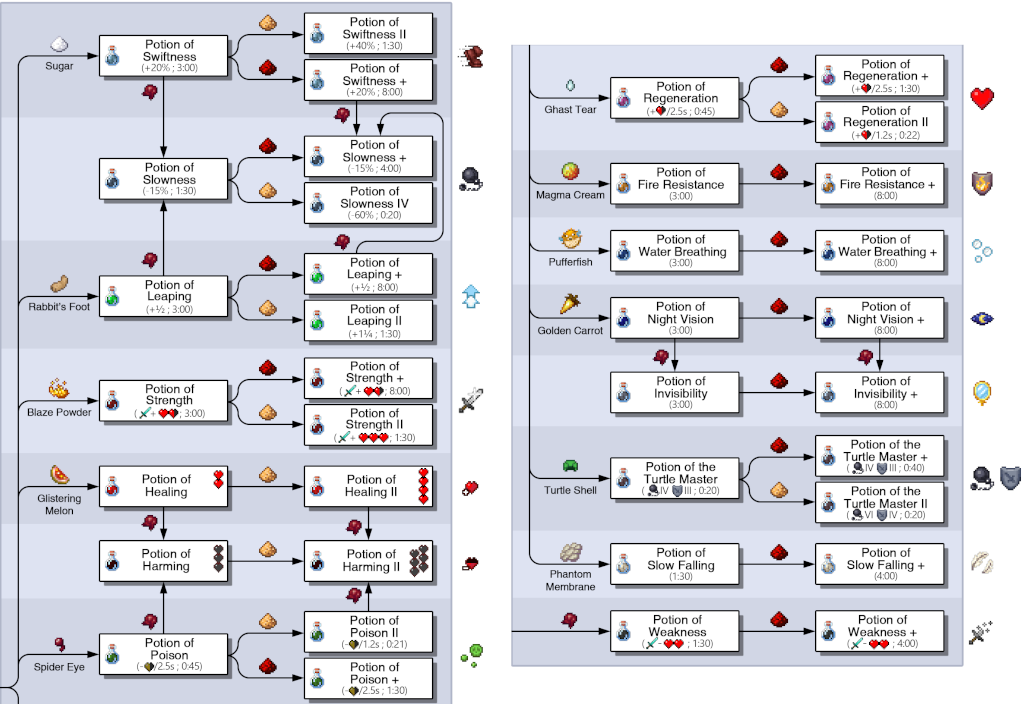 Sugar
Potion of
Swiftness
(+20% ; 3:00)
Potion of
Swiftness II
(+40% ; 1:30)
Potion of
Swiftness +
(+20% ; 8:00)
Potion of
Slowness
(-15% ; 1:30)
Potion of
Slowness +
(-15% ; 4:00)
Potion of
Slowness IV
(-60% ; 0:20)
Rabbit's Foot
Potion of
Leaping
(+½ ; 3:00)
Potion of
Leaping +
(+½ ; 8:00)
Potion of
Leaping II
(+1¼ ; 1:30)
Blaze Powder
Potion of
Strength
( + ; 3:00)
Potion of
Strength +
( + ; 8:00)
Potion of
Strength II
( + ; 1:30)
Glistering
Melon
Potion of
Healing
Potion of
Healing II
Potion of
Harming
Potion of
Harming II
Spider Eye
Potion of
Poison
(- /2.5s ; 0:45)
Potion of
Poison II
(- /1.2s ; 0:21)
Potion of
Poison +
(- /2.5s ; 1:30)
Ghast Tear
Potion of
Regeneration
(+ /2.5s ; 0:45)
Potion of
Regeneration +
(+ /2.5s ; 1:30)
Potion of
Regeneration II
(+ /1.2s ; 0:22)
Magma Cream
Potion of
Fire Resistance
(3:00)
Potion of
Fire Resistance +
(8:00)
Pufferfish
Potion of
Water Breathing
(3:00)
Potion of
Water Breathing +
(8:00)
Golden Carrot
Potion of
Night Vision
(3:00)
Potion of
Night Vision +
(8:00)
Potion of
Invisibility
(3:00)
Potion of
Invisibility +
(8:00)
Turtle Shell
Potion of the
Turtle Master
( IV III ; 0:20)
Potion of the
Turtle Master +
( IV III ; 0:40)
Potion of the
Turtle Master II
( VI IV ; 0:20)
Phantom
Membrane
Potion of
Slow Falling
(1:30)
Potion of
Slow Falling +
(4:00)
Potion of
Weakness
( - ; 1:30)
Potion of
Weakness +
( - ; 4:00)